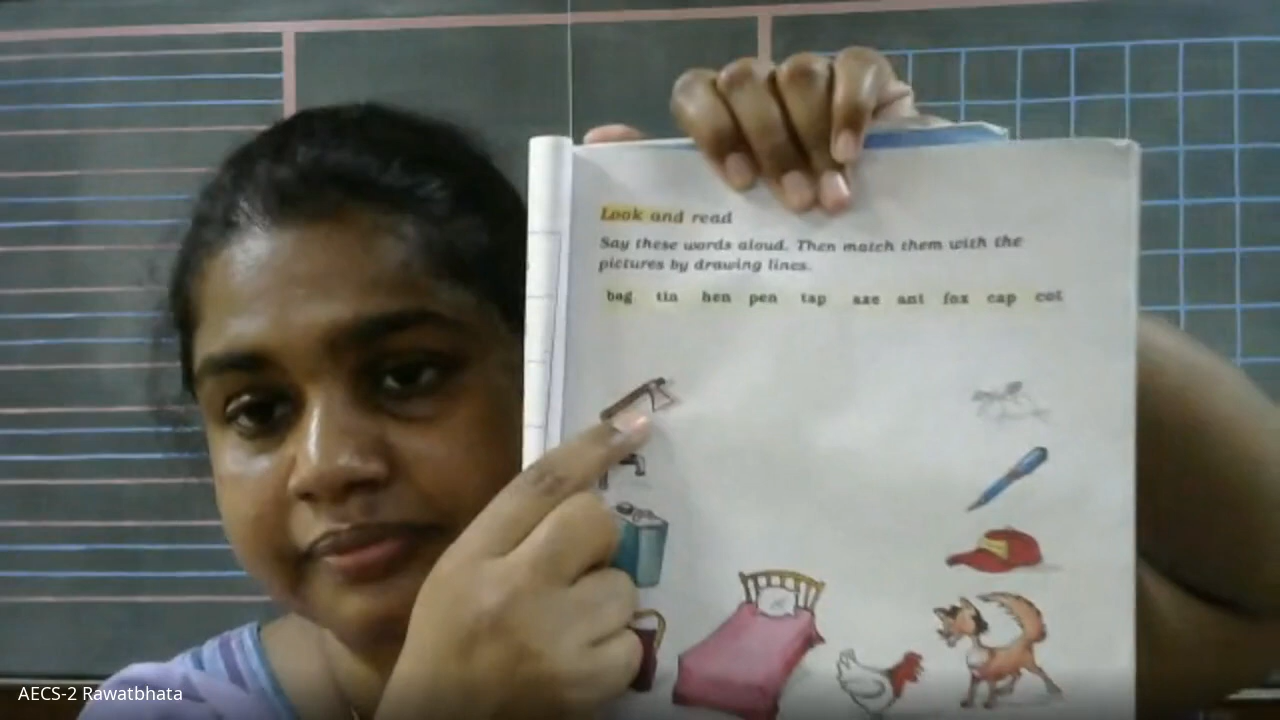 Look and read
Say these words aloud. Then match them with the
pictures by drawing lines.
bag tin hen pen tap axe ant fox cap cot
AECS-2 Rawatbhata